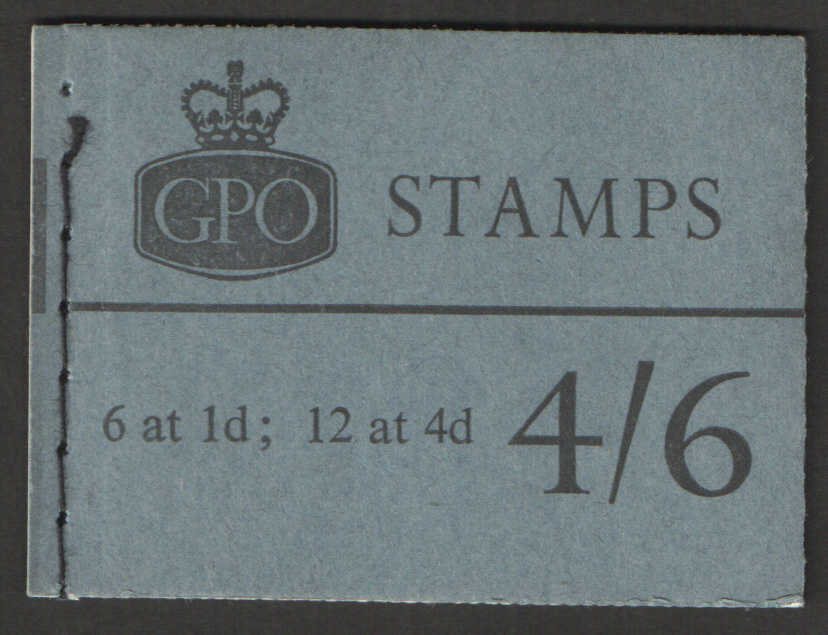 GPO STAMPS
6 at 1d; 12 at 4d 4/6